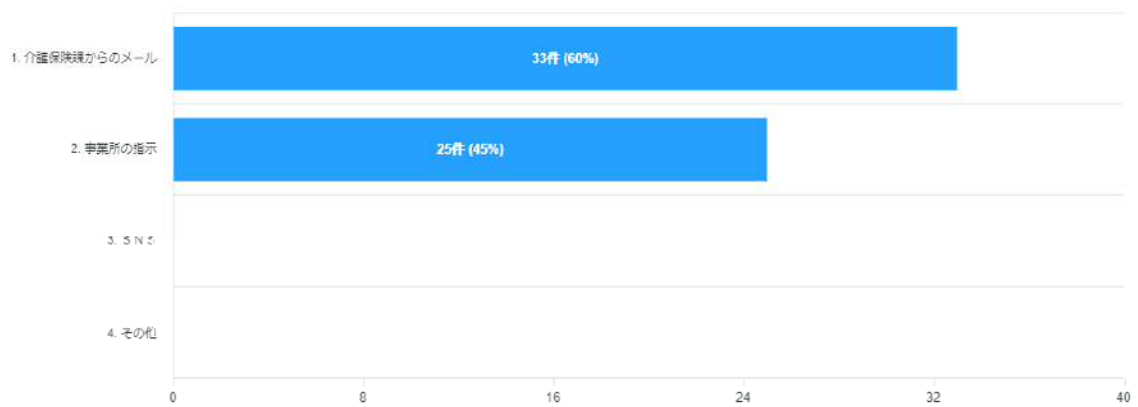 1. 介護保険課からのメール
33件 (60%)
2. 事業所の指示
25件 (45%)
3. ＳＮＳ
4. その他
0 8 16 24 32 40